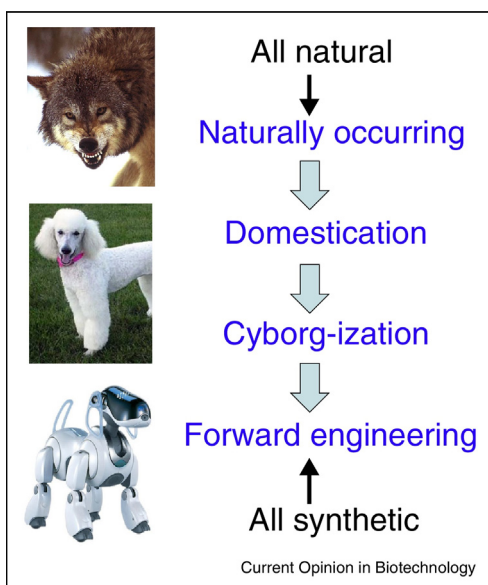 All natural
Naturally occurring
Domestication
Cyborg-ization
Forward engineering
All synthetic
Current Opinion in Biotechnology